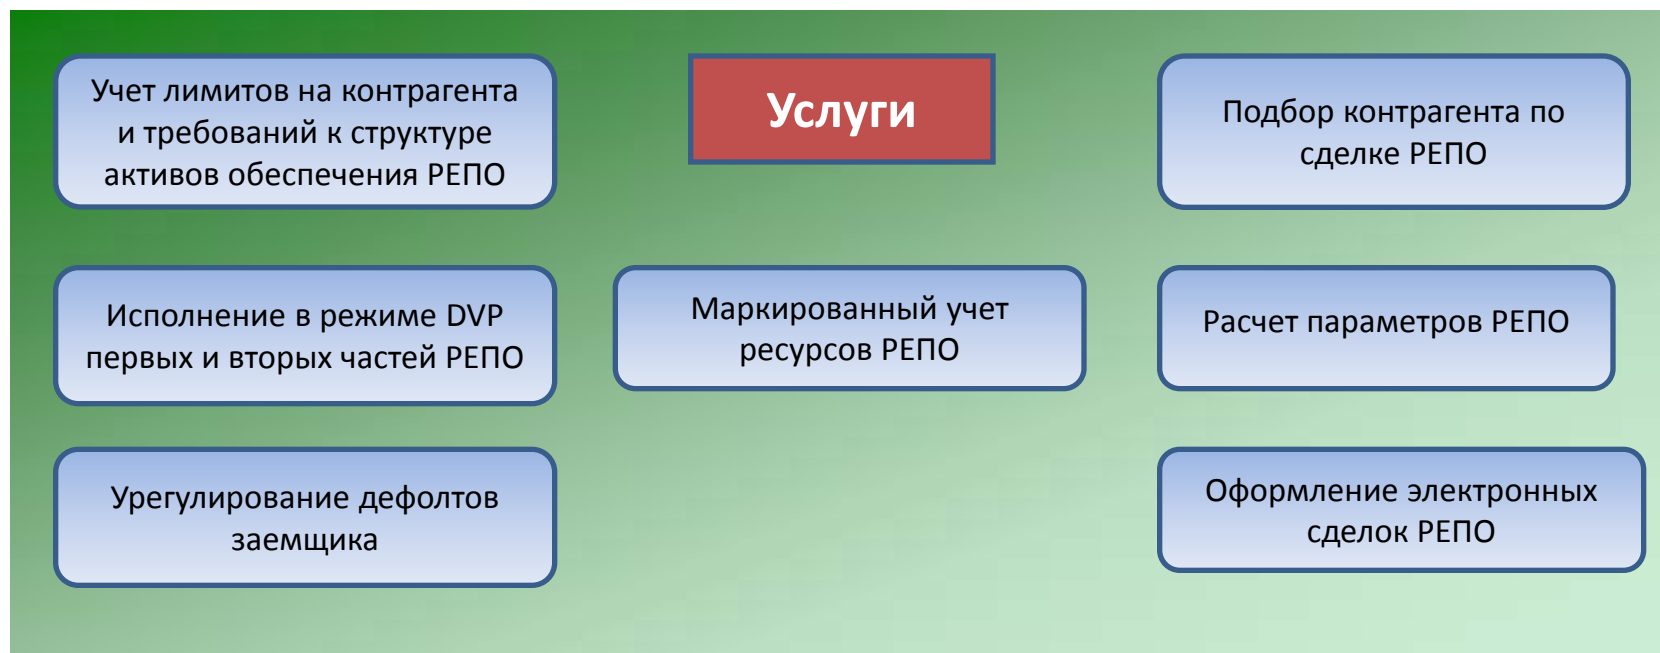 Услуги
Учет лимитов на контрагента
и требований к структуре
активов обеспечения РЕПО
Подбор контрагента по
сделке РЕПО
Исполнение в режиме DVP
первых и вторых частей РЕПО
Маркированный учет
ресурсов РЕПО
Расчет параметров РЕПО
Урегулирование дефолтов
заемщика
Оформление электронных
сделок РЕПО